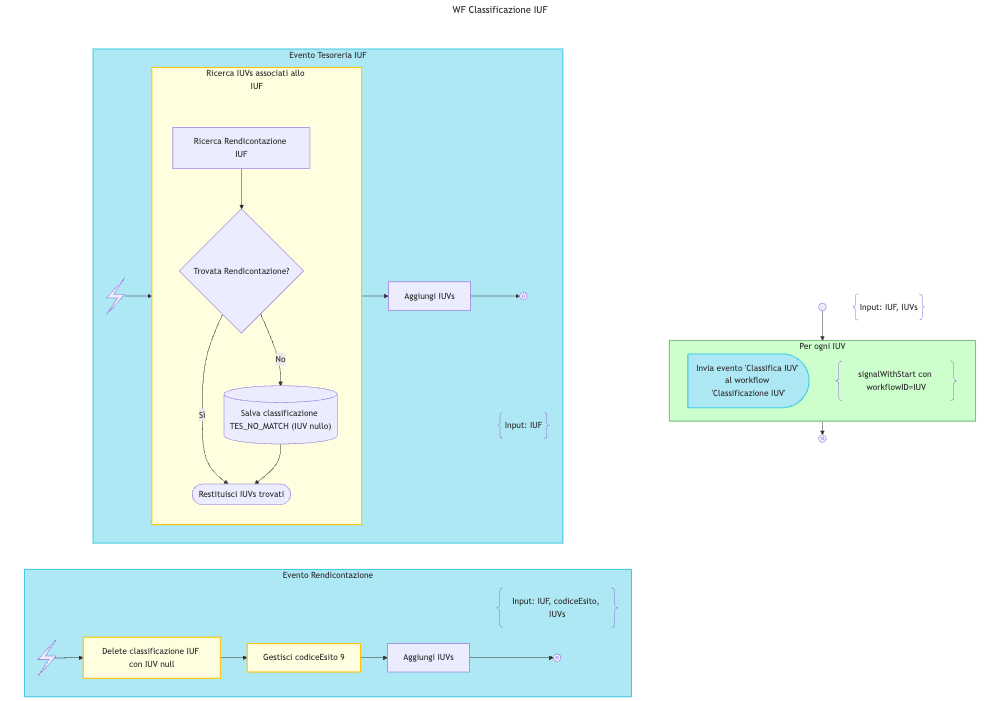 WF Classificazione IUF
Evento Tesoreria IUF
Ricerca IUVs associati allo
IUF
Ricerca Rendicontazione
IUF
Trovata Rendicontazione?
Aggiungi IUVs
No
Sì
Salva classificazione
TES_NO_MATCH (IUV nullo)
Input: IUF
Restituisci IUVs trovati
Input: IUF, IUVs
Per ogni IUV
Invia evento 'Classifica IUV'
al workflow
'Classificazione IUV'
signalWithStart con
workflowID=IUV
Evento Rendicontazione
Input: IUF, codiceEsito,
IUVs
Delete classificazione IUF
con IUV null
Gestisci codiceEsito 9
Aggiungi IUVs